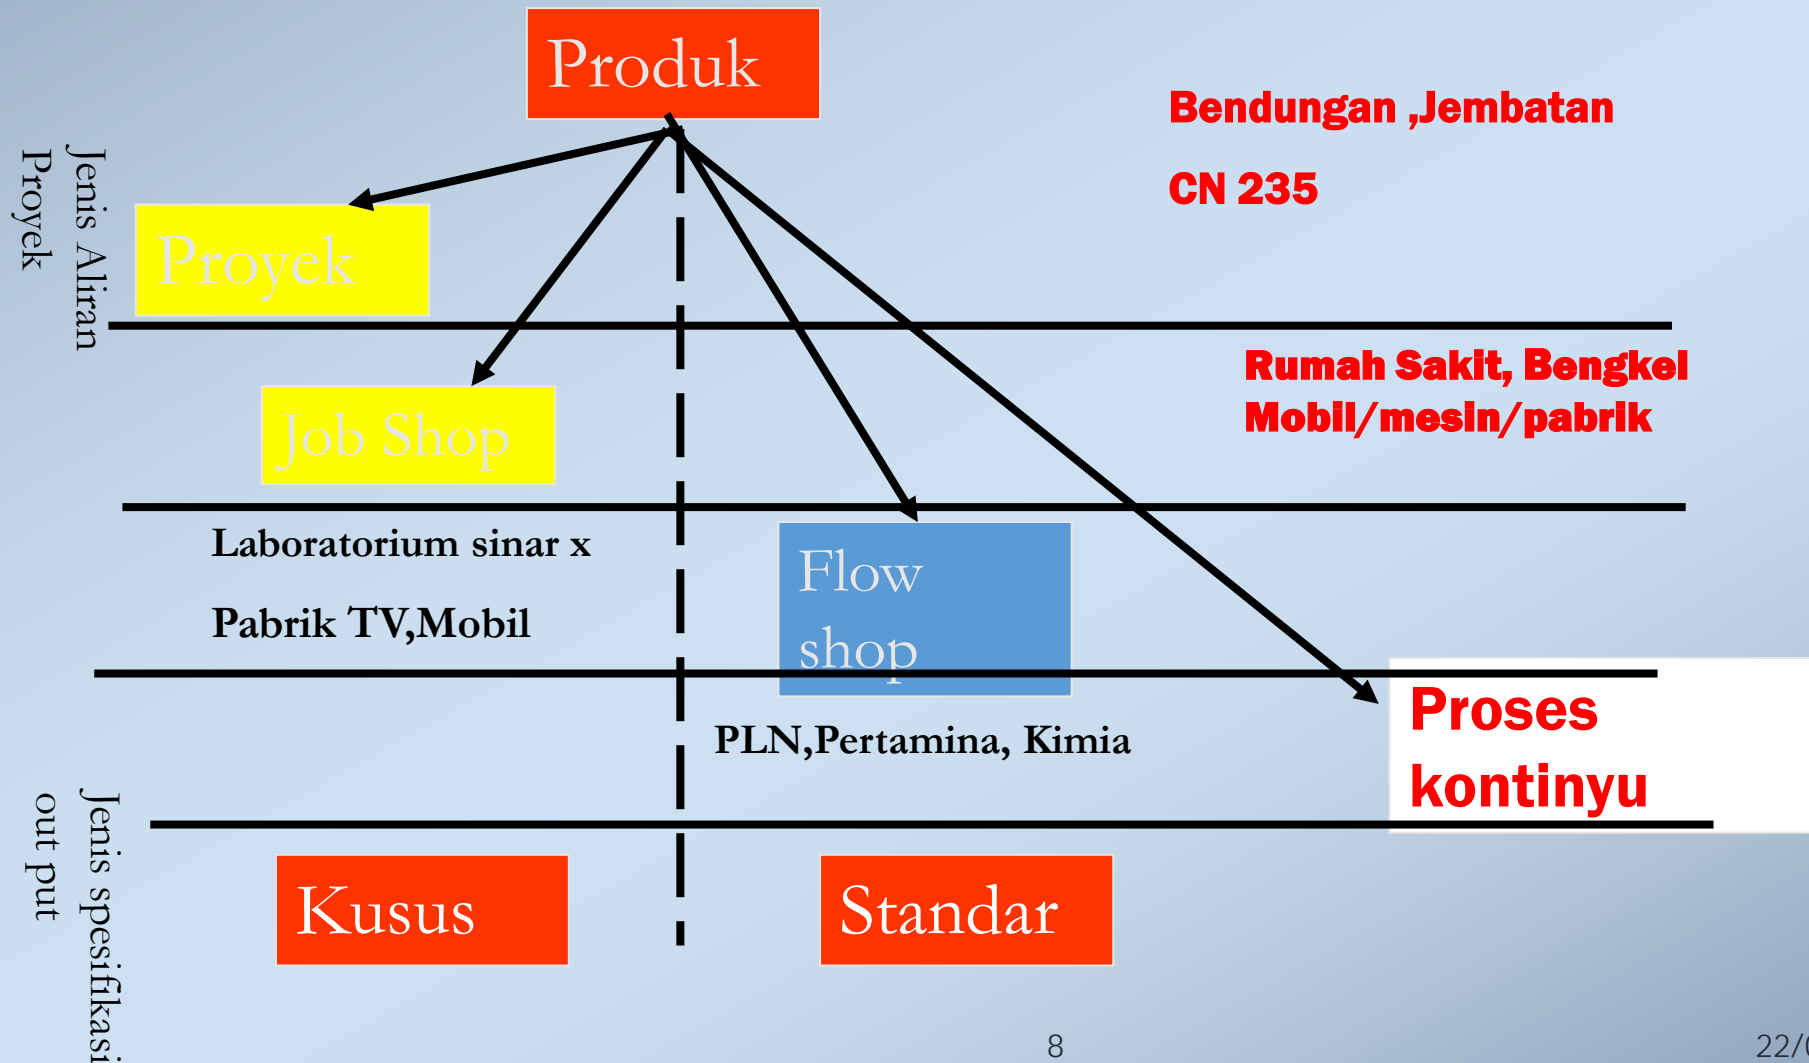 Produk
Bendungan ,Jembatan
CN 235
Jenis Aliran
Proyek
Proyek
Rumah Sakit, Bengkel
Mobil/mesin/pabrik
Job Shop
Laboratorium sinar x
Pabrik TV,Mobil
Flow
shop
PLN,Pertamina, Kimia
Proses
kontinyu
Jenis spesifikasi
out put
Kusus
Standar
8
22/